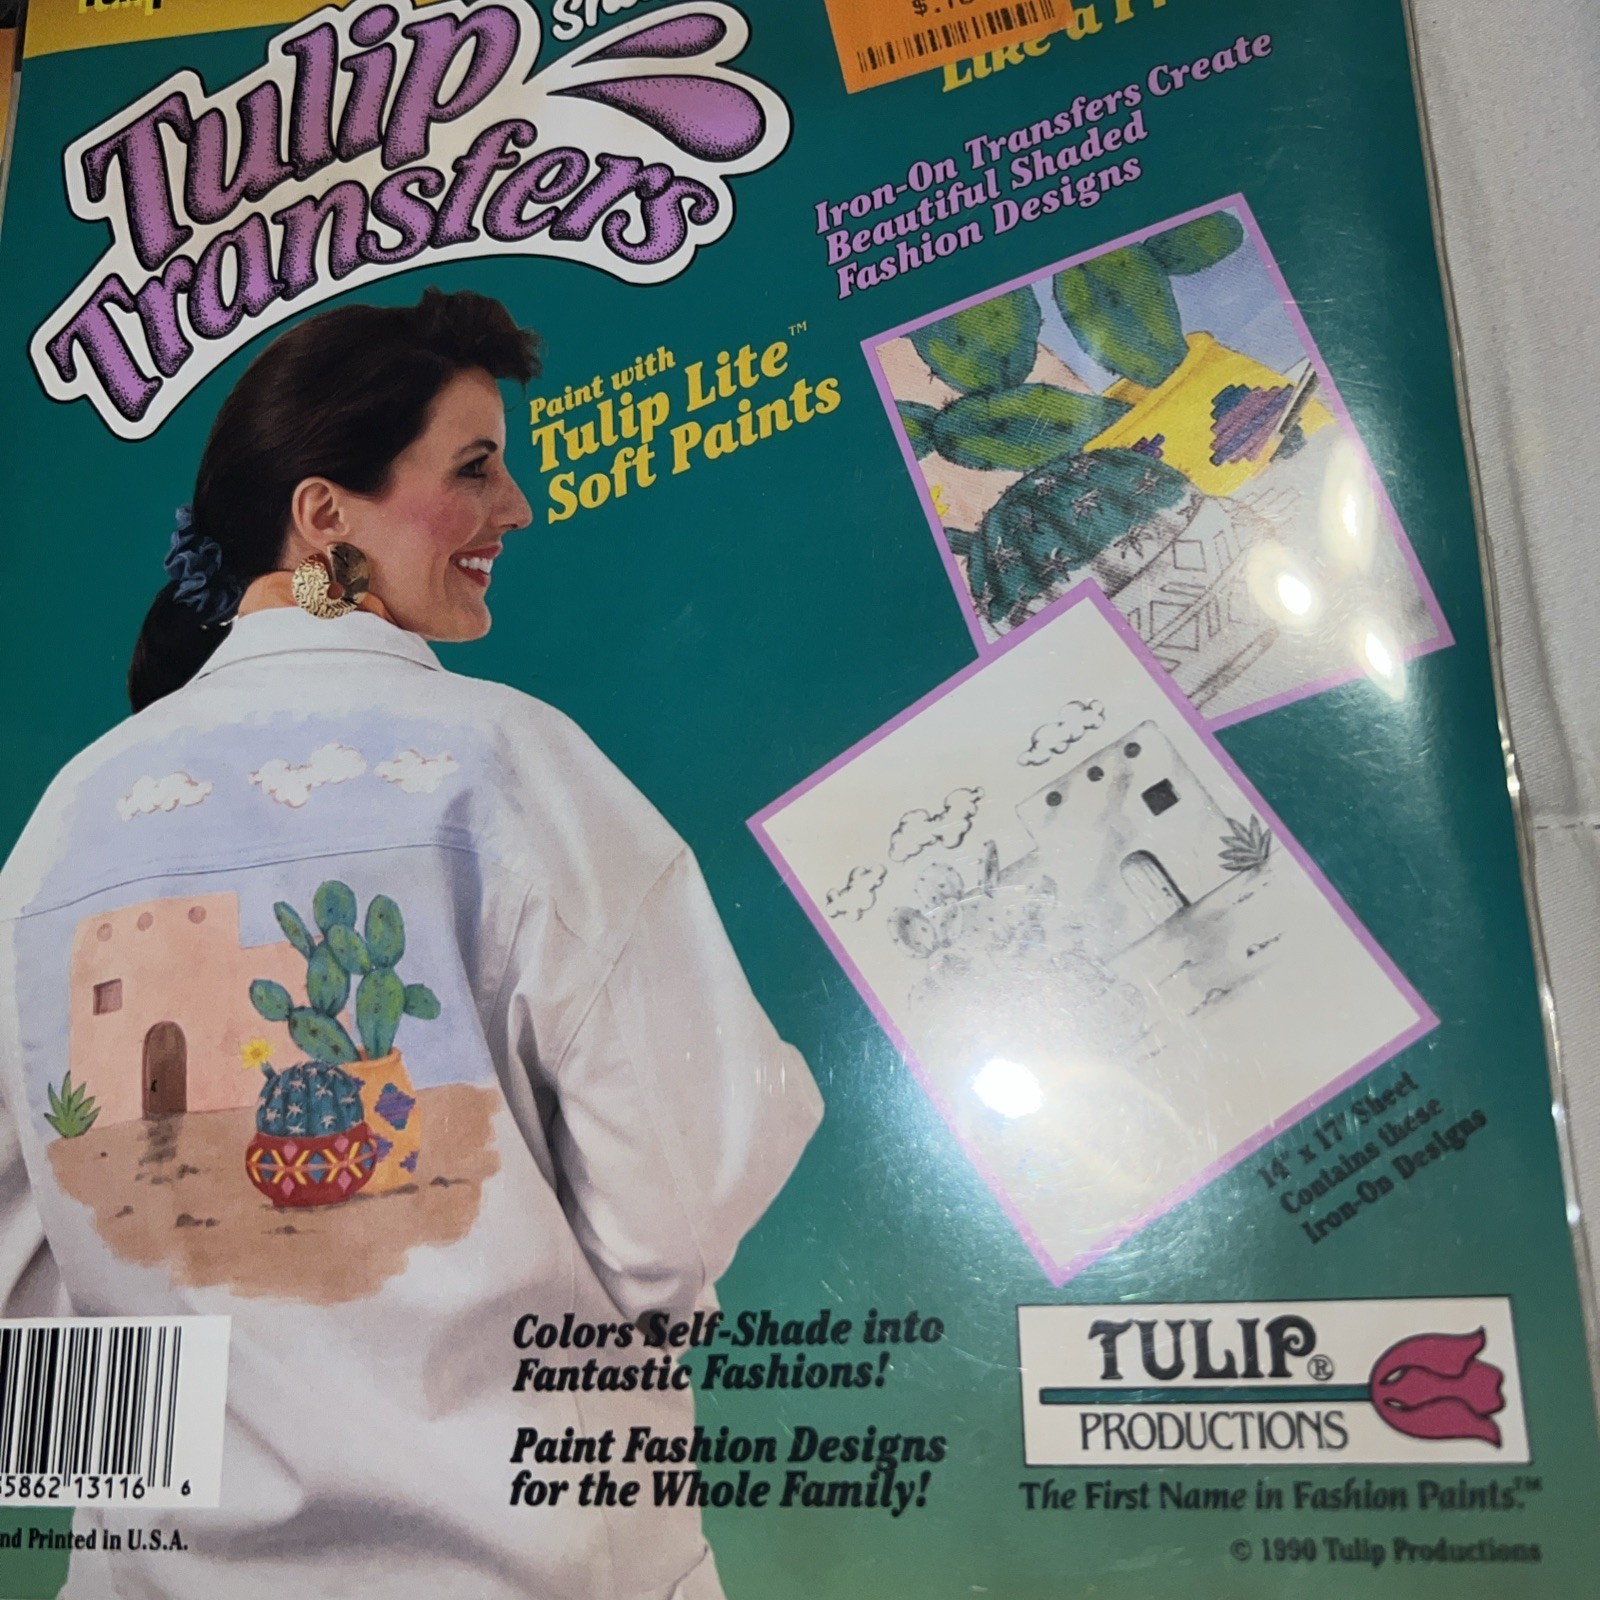 Tulip
Transfers
Like a
Iron-On Transfers Create
Beautiful Shaded
Fashion Designs
Paint with
Tulip Lite™
Soft Paints
14" x 17" Sheet
Contains these
Iron-On Designs
Colors Self-Shade into
Fantastic Fashions!
Paint Fashion Designs
for the Whole Family!
TULIP®
PRODUCTIONS
The First Name in Fashion Paints.™
© 1990 Tulip Productions
5862 13116 6
Printed in U.S.A.